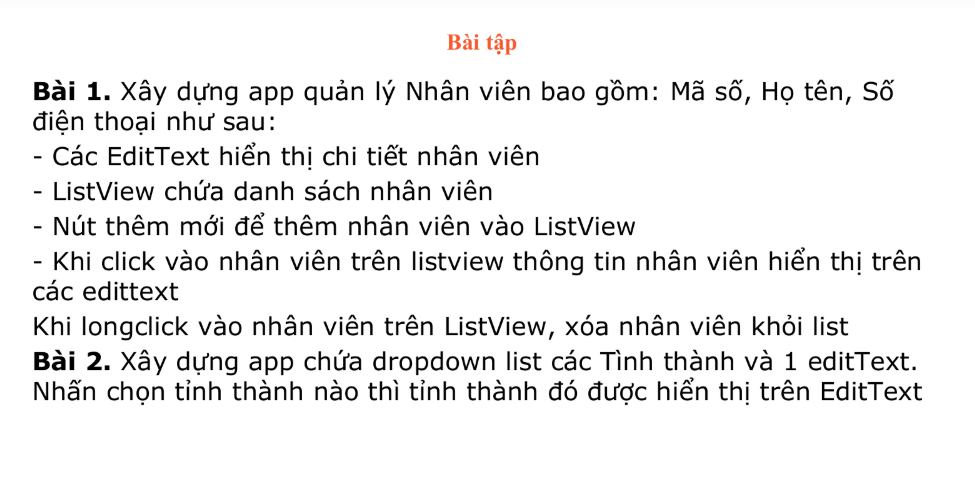 Bài tập
Bài 1. Xây dựng app quản lý Nhân viên bao gồm: Mã số, Họ tên, Số
điện thoại như sau:
- Các EditText hiển thị chi tiết nhân viên
- ListView chứa danh sách nhân viên
- Nút thêm mới để thêm nhân viên vào ListView
- Khi click vào nhân viên trên listview thông tin nhân viên hiển thị trên
các edittext
Khi longclick vào nhân viên trên ListView, xóa nhân viên khỏi list
Bài 2. Xây dựng app chứa dropdown list các Tình thành và 1 editText.
Nhấn chọn tỉnh thành nào thì tỉnh thành đó được hiển thị trên EditText